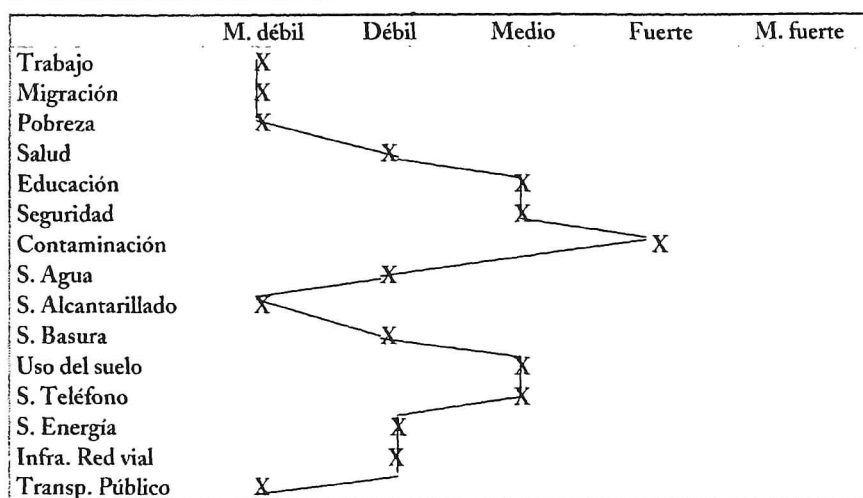 M. débil Débil Medio Fuerte M. fuerte
Trabajo X
Migración X
Pobreza X
Salud X
Educación X
Seguridad X
Contaminación X
S. Agua X
S. Alcantarillado X
S. Basura X
Uso del suelo X
S. Teléfono X
S. Energía X
Infra. Red vial X
Transp. Público X